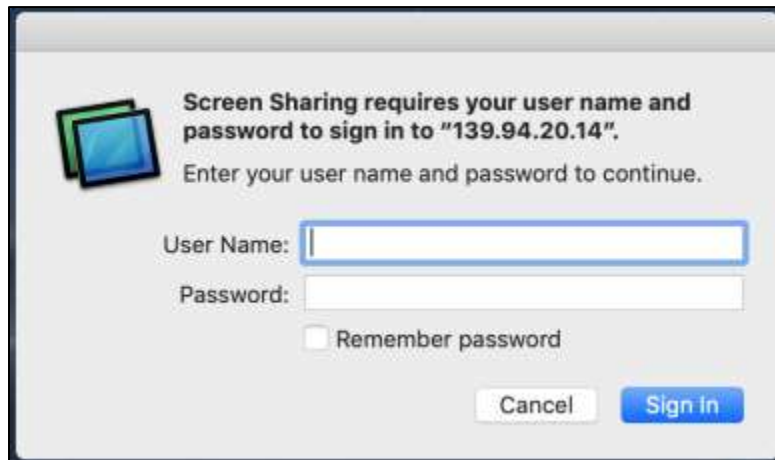 Screen Sharing requires your user name and
password to sign in to “139.94.20.14”.
Enter your user name and password to continue.
User Name:
Password:
Remember password
Cancel
Sign In